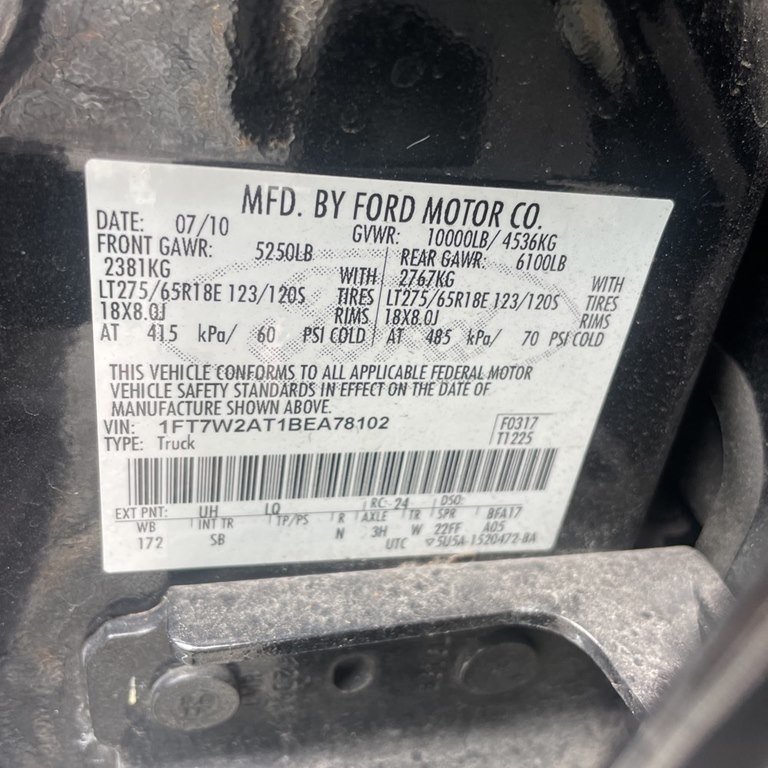 MFD. BY FORD MOTOR CO.
DATE: 07/10 GVWR: 10000LB/ 4536KG
FRONT GAWR: 5250LB REAR GAWR: 6100LB
2381KG WITH 2767KG WITH
LT275/65R18E 123/120S TIRES LT275/65R18E 123/120S TIRES
18X8.0J RIMS 18X8.0J RIMS
AT 415 kPa/ 60 PSI COLD AT 485 kPa/ 70 PSI COLD
THIS VEHICLE CONFORMS TO ALL APPLICABLE FEDERAL MOTOR
VEHICLE SAFETY STANDARDS IN EFFECT ON THE DATE OF
MANUFACTURE SHOWN ABOVE.
VIN: 1FT7W2AT1BEA78102 F0317
TYPE: Truck T1225
EXT PNT: UH LQ RC: 24 DSO:
WB INT TR TP/PS R AXLE TR SPR BFA17
172 SB N 3H W 22FF A05
UTC 5U5A-1520472-BA